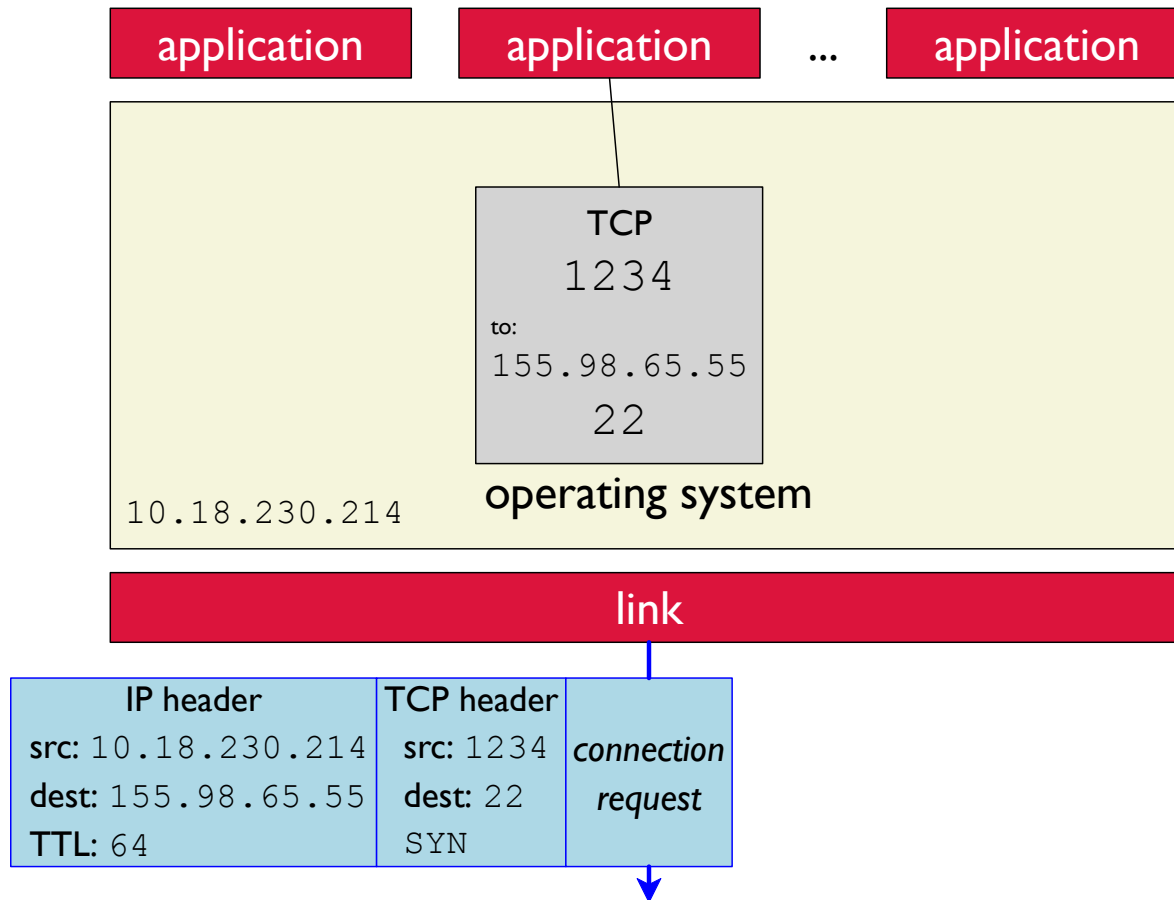 application application ... application
TCP
1234
to:
155.98.65.55
22
operating system
10.18.230.214
link
IP header
src: 10.18.230.214
dest: 155.98.65.55
TTL: 64
TCP header
src: 1234
dest: 22
SYN
connection
request